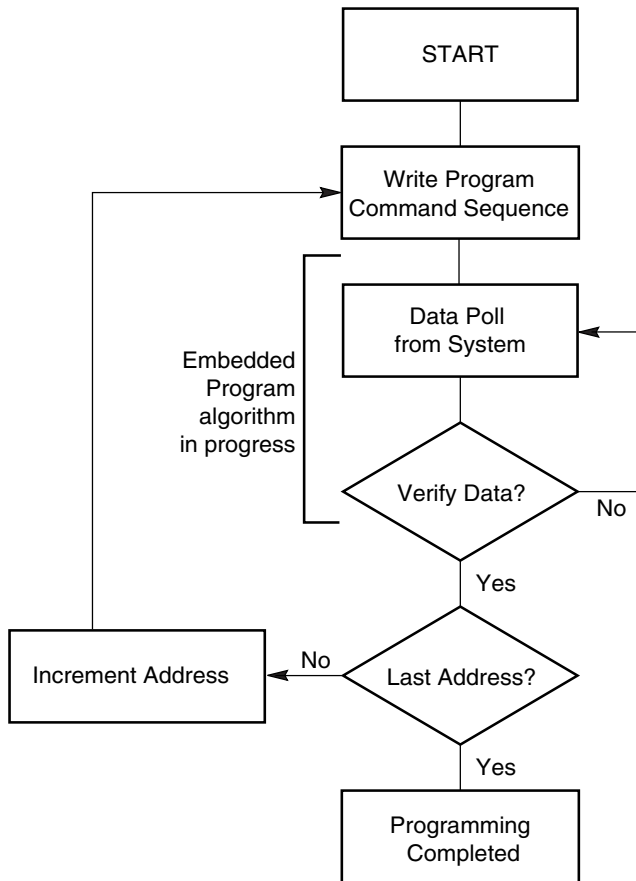 START
Write Program
Command Sequence
Data Poll
from System
Embedded
Program
algorithm
in progress
Verify Data?
No
Yes
Increment Address
No
Last Address?
Yes
Programming
Completed